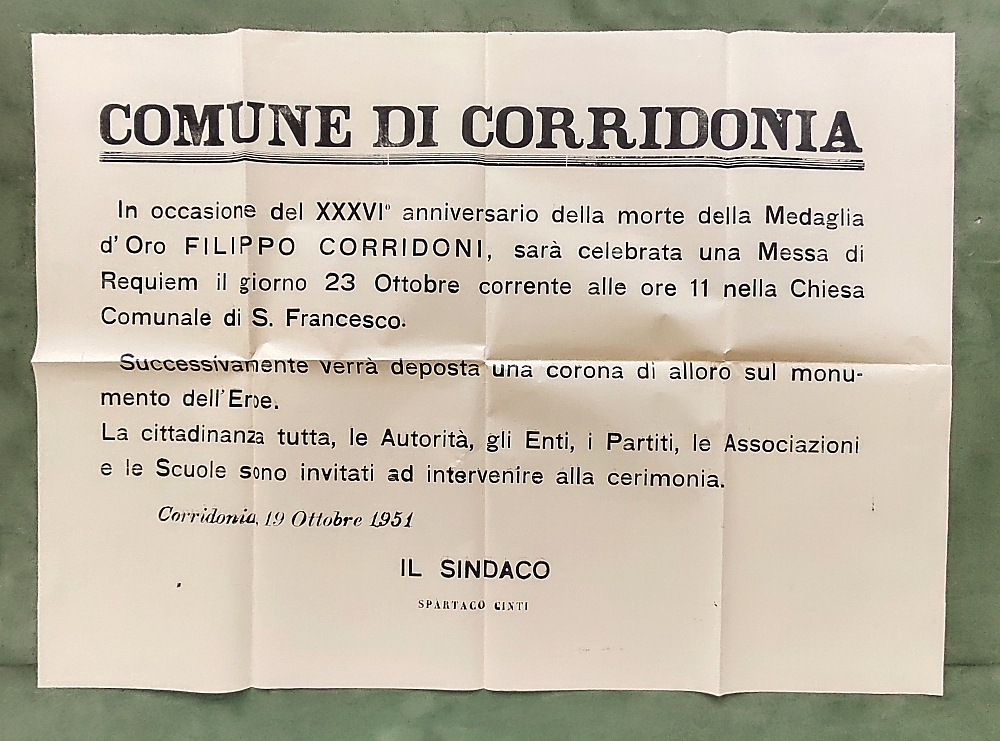 COMUNE DI CORRIDONIA
In occasione del XXXVI° anniversario della morte della Medaglia
d'Oro FILIPPO CORRIDONI, sarà celebrata una Messa di
Requiem il giorno 23 Ottobre corrente alle ore 11 nella Chiesa
Comunale di S. Francesco.
Successivamente verrà deposta una corona di alloro sul monu-
mento dell'Eroe.
La cittadinanza tutta, le Autorità, gli Enti, i Partiti, le Associazioni
e le Scuole sono invitati ad intervenire alla cerimonia.
Corridonia, 19 Ottobre 1951
IL SINDACO
SPARTACO CINTI